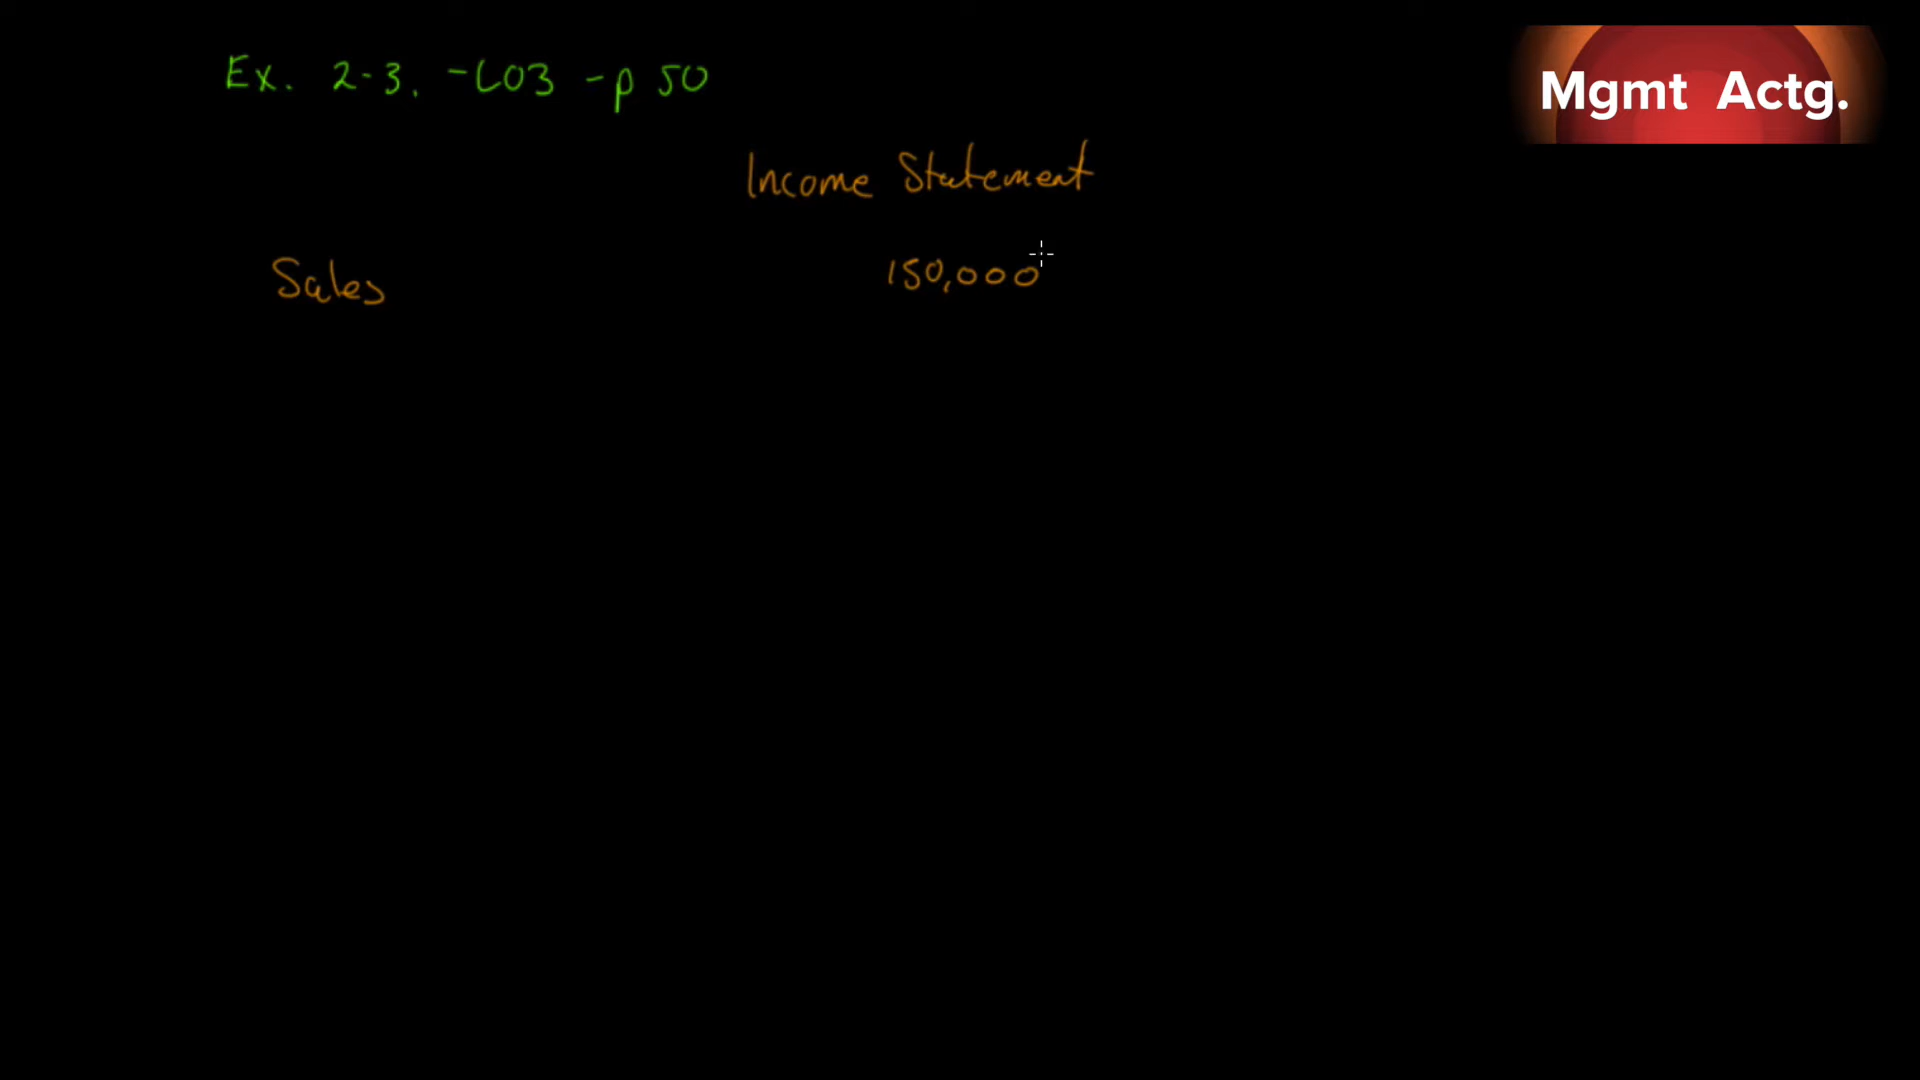 Ex. 2-3. -LO3 -p 50
Mgmt Actg.
Income Statement
Sales 150,000